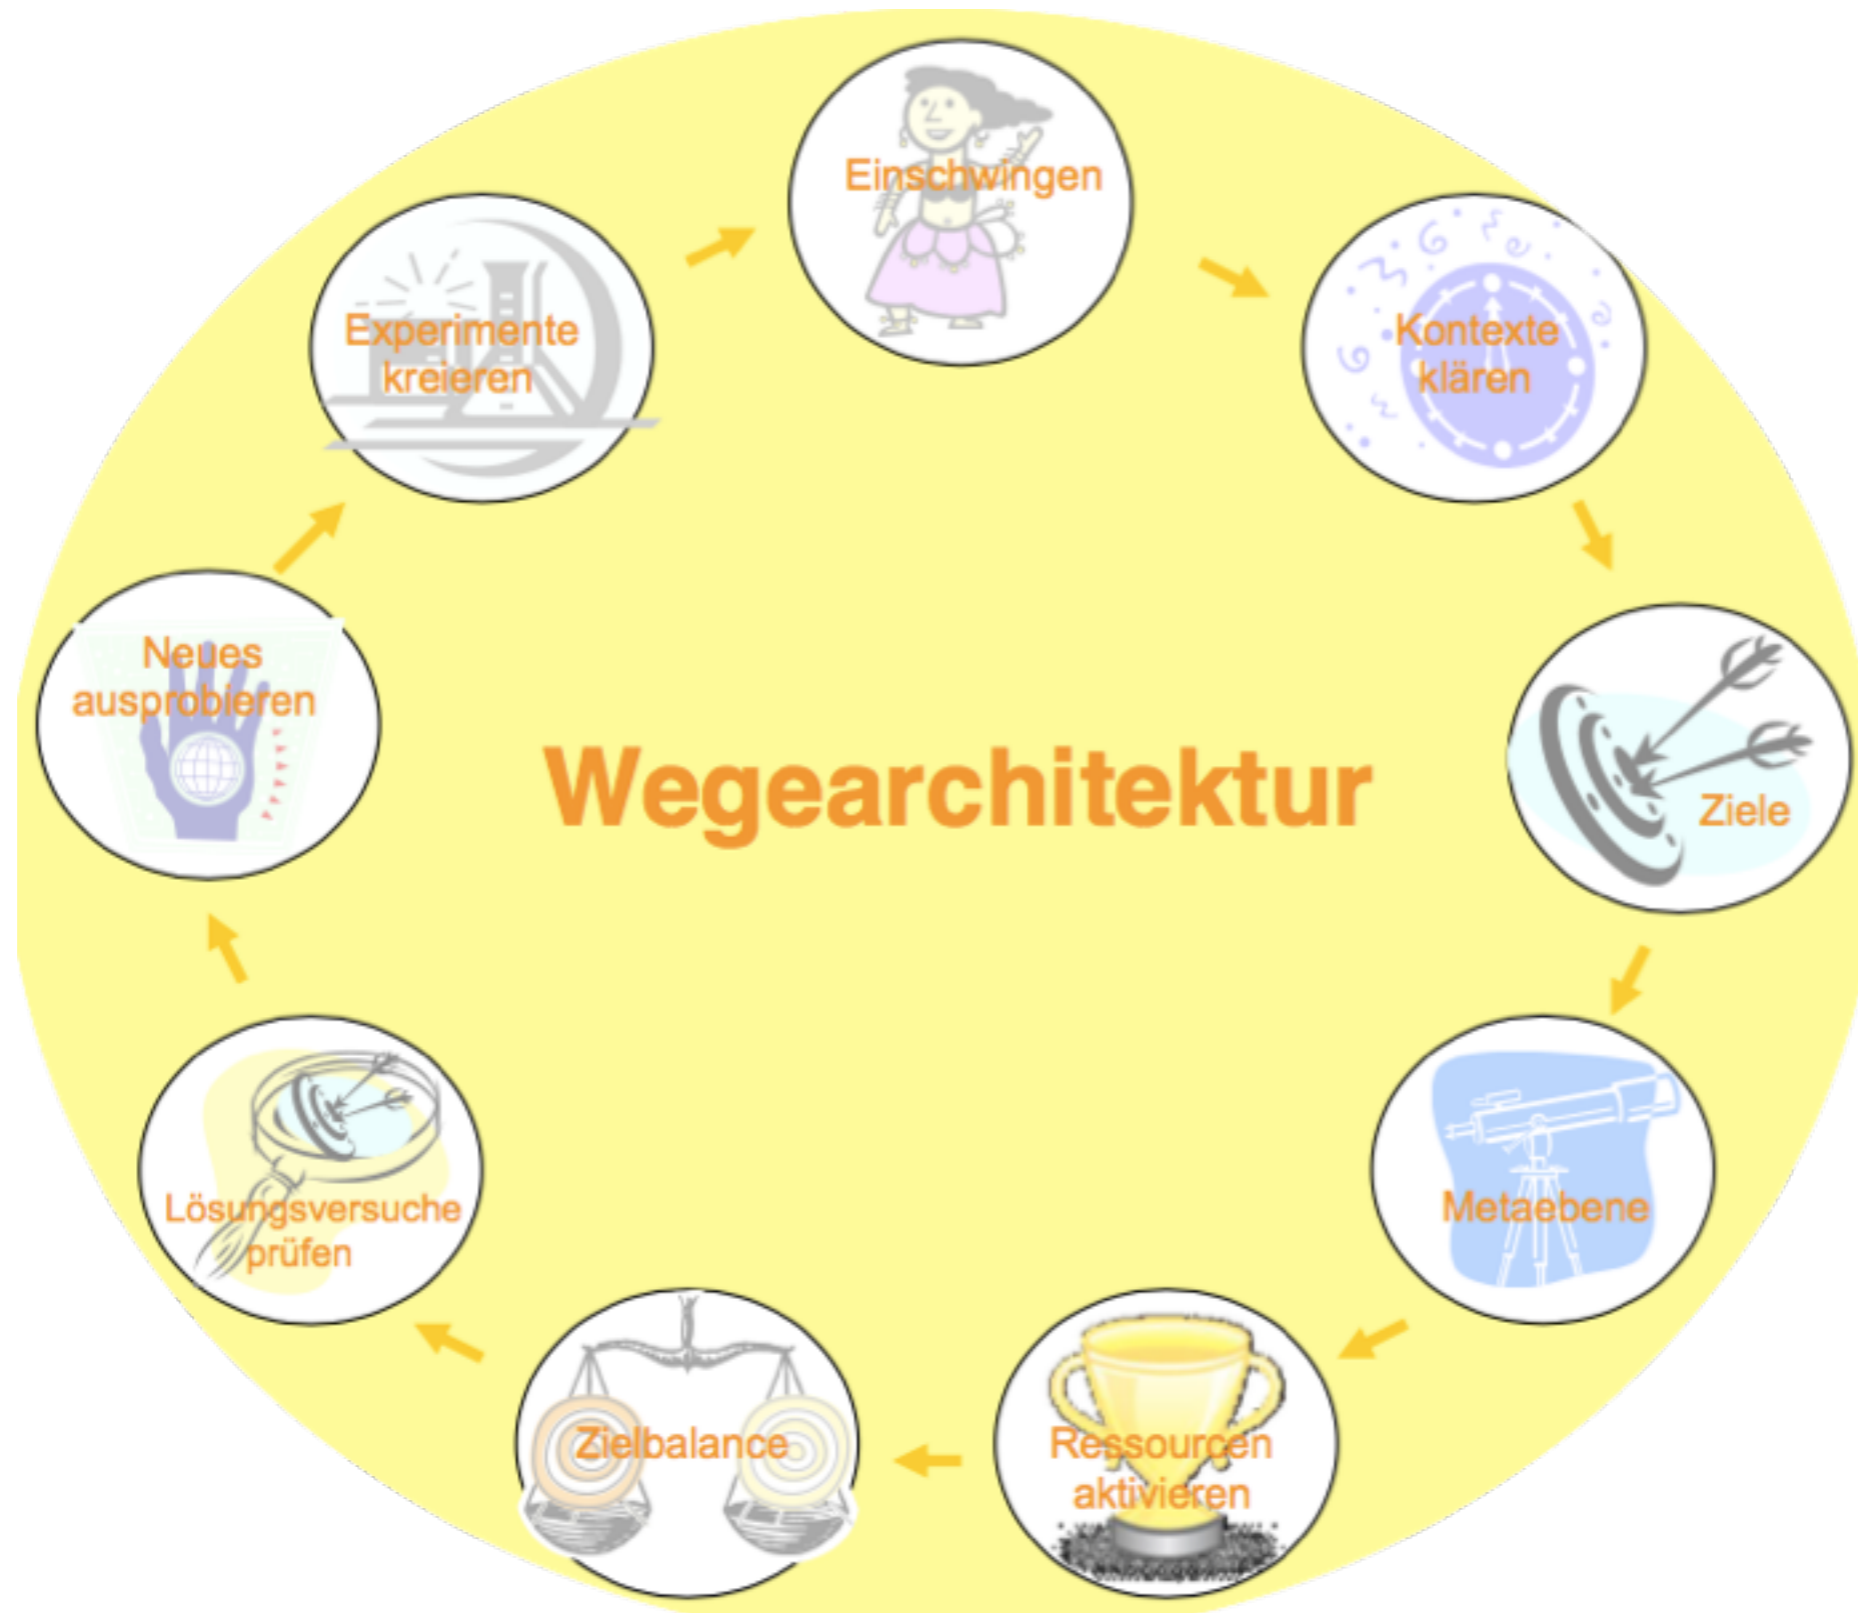 Einschwingen
Kontexte
klären
Ziele
Metaebene
Ressourcen
aktivieren
Zielbalance
Lösungsversuche
prüfen
Neues
ausprobieren
Experimente
kreieren
Wegearchitektur